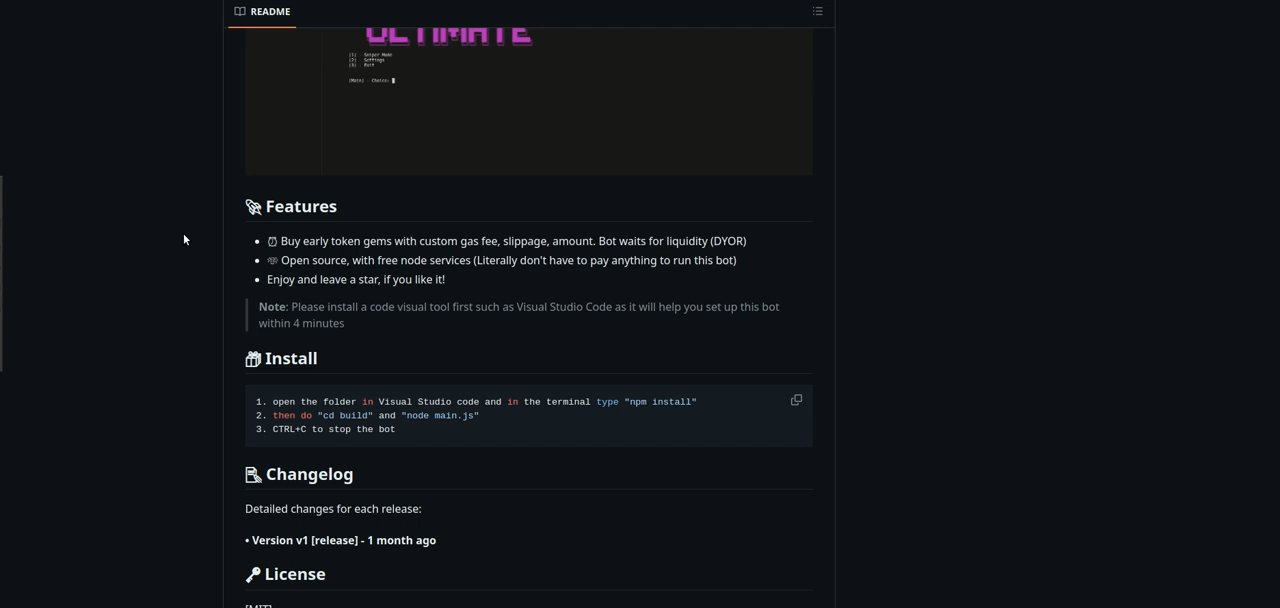 README
ULTIMATE
[1] Sniper Mode
[2] Settings
[3] Exit
[Main] - Choice:
Features
Buy early token gems with custom gas fee, slippage, amount. Bot waits for liquidity (DYOR)
Open source, with free node services (Literally don't have to pay anything to run this bot)
Enjoy and leave a star, if you like it!
Note: Please install a code visual tool first such as Visual Studio Code as it will help you set up this bot
within 4 minutes
Install
1. open the folder in Visual Studio code and in the terminal type "npm install"
2. then do "cd build" and "node main.js"
3. CTRL+C to stop the bot
Changelog
Detailed changes for each release:
• Version v1 [release] - 1 month ago
License
[MIT]